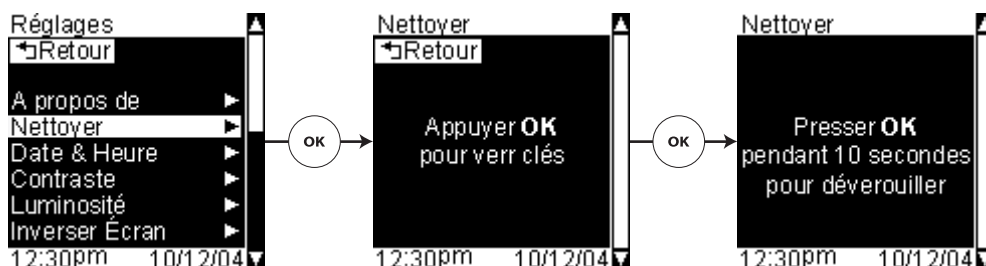 Réglages
Retour
A propos de
Nettoyer
Date & Heure
Contraste
Luminosité
Inverser Écran
12:30pm 10/12/04
OK
Nettoyer
Retour
Appuyer OK
pour verr clés
12:30pm 10/12/04
OK
Nettoyer
Presser OK
pendant 10 secondes
pour déverouiller
12:30pm 10/12/04